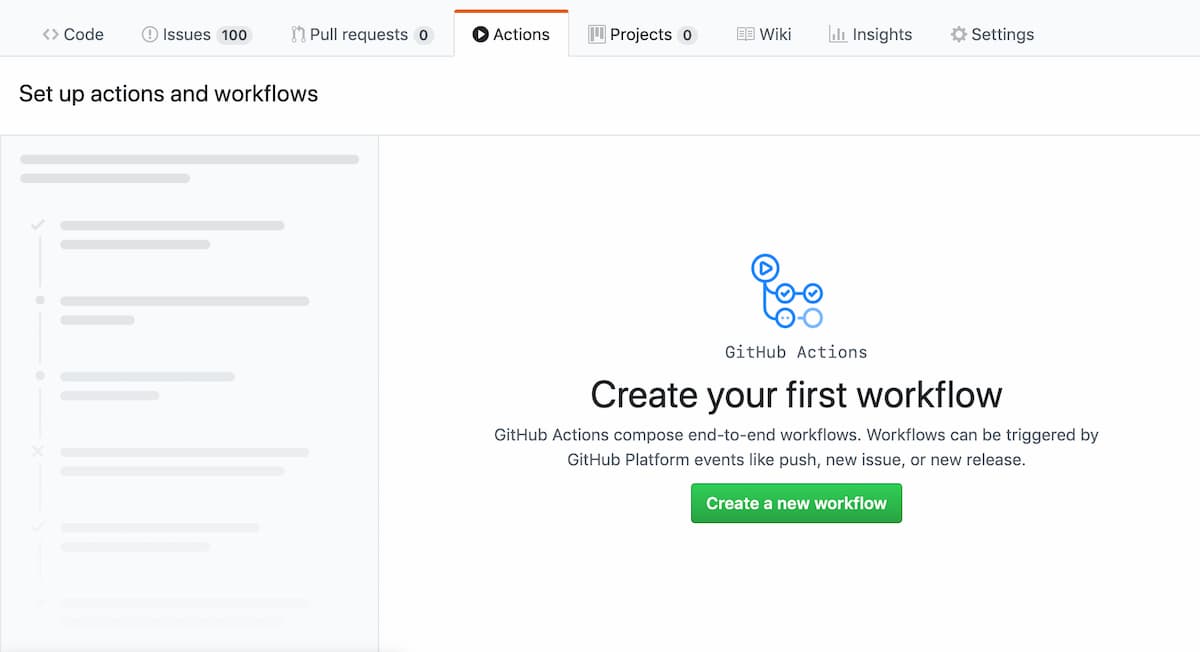 Code Issues 100 Pull requests 0 Actions Projects 0 Wiki Insights Settings
Set up actions and workflows
GitHub Actions
Create your first workflow
GitHub Actions compose end-to-end workflows. Workflows can be triggered by
GitHub Platform events like push, new issue, or new release.
Create a new workflow